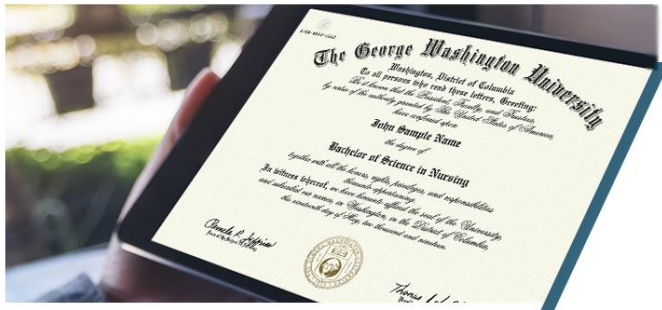 The George Washington University
Washington, District of Columbia
To all persons who read these letters, Greeting:
Be it known that the President, Faculty, and Trustees,
by virtue of the authority granted by The United States of America,
have conferred upon
John Sample Name
the degree of
Bachelor of Science in Nursing
together with all the honors, rights, privileges, and responsibilities
thereunto appertaining.
In witness whereof, we have hereunto affixed the seal of the University
and subscribed our names, in Washington, in the District of Columbia,
the nineteenth day of May, two thousand and nineteen.
Pamela R. Jeffries
Thomas